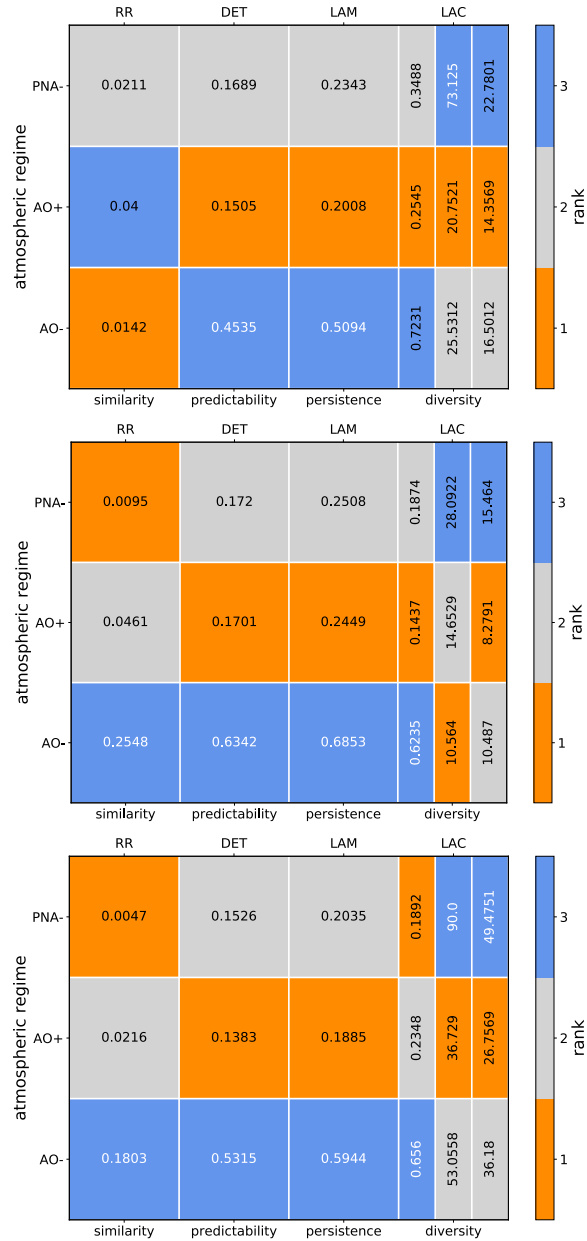 RR DET LAM LAC
PNA- 0.0211 0.1689 0.2343 0.3488 73.125 22.7801
AO+ 0.04 0.1505 0.2008 0.2545 20.7521 14.3569
AO- 0.0142 0.4535 0.5094 0.7231 25.5312 16.5012
similarity predictability persistence diversity
atmospheric regime
3
2
1
rank
RR DET LAM LAC
PNA- 0.0095 0.172 0.2508 0.1874 28.0922 15.464
AO+ 0.0461 0.1701 0.2449 0.1437 14.6529 8.2791
AO- 0.2548 0.6342 0.6853 0.6235 10.564 10.487
similarity predictability persistence diversity
atmospheric regime
3
2
1
rank
RR DET LAM LAC
PNA- 0.0047 0.1526 0.2035 0.1892 90.0 49.4751
AO+ 0.0216 0.1383 0.1885 0.2348 36.729 26.7569
AO- 0.1803 0.5315 0.5944 0.656 53.0558 36.18
similarity predictability persistence diversity
atmospheric regime
3
2
1
rank